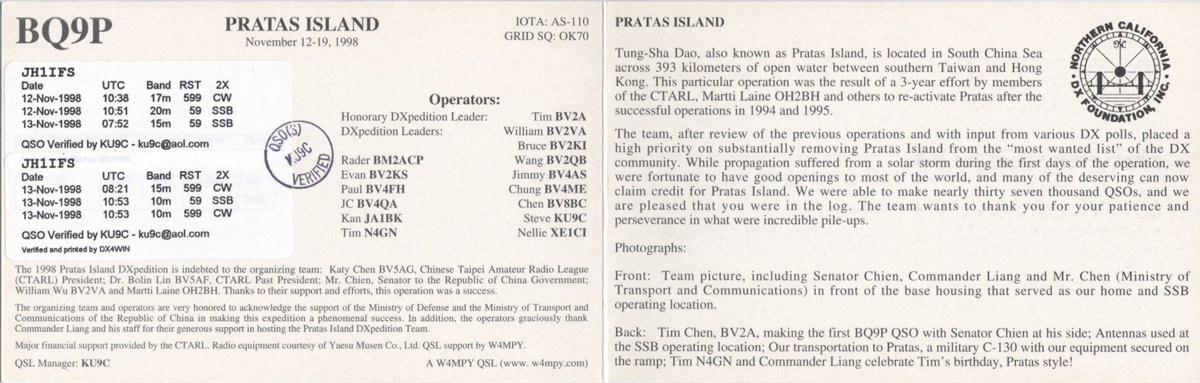 BQ9P
PRATAS ISLAND
November 12-19, 1998
IOTA: AS-110
GRID SQ: OK70
JH1IFS
Date UTC Band RST 2X
12-Nov-1998 10:38 17m 599 CW
12-Nov-1998 10:51 20m 59 SSB
13-Nov-1998 07:52 15m 59 SSB
QSO Verified by KU9C - ku9c@aol.com
JH1IFS
Date UTC Band RST 2X
13-Nov-1998 08:21 15m 599 CW
13-Nov-1998 10:53 10m 59 SSB
13-Nov-1998 10:53 10m 599 CW
QSO Verified by KU9C - ku9c@aol.com
Verified and printed by DX4WIN
QSO(S)
KU9C
VERIFIED
Operators:
Honorary DXpedition Leader: Tim BV2A
DXpedition Leaders: William BV2VA
Bruce BV2KI
Rader BM2ACP Wang BV2QB
Evan BV2KS Jimmy BV4AS
Paul BV4FH Chung BV4ME
JC BV4QA Chen BV8BC
Kan JA1BK Steve KU9C
Tim N4GN Nellie XE1CI
The 1998 Pratas Island DXpedition is indebted to the organizing team: Katy Chen BV5AG, Chinese Taipei Amateur Radio League
(CTARL) President; Dr. Bolin Lin BV5AF, CTARL Past President; Mr. Chien, Senator to the Republic of China Government;
William Wu BV2VA and Martti Laine OH2BH. Thanks to their support and efforts, this operation was a success.
The organizing team and operators are very honored to acknowledge the support of the Ministry of Defense and the Ministry of Transport and
Communications of the Republic of China in making this expedition a phenomenal success. In addition, the operators graciously thank
Commander Liang and his staff for their generous support in hosting the Pratas Island DXpedition Team.
Major financial support provided by the CTARL. Radio equipment courtesy of Yaesu Musen Co., Ltd. QSL support by W4MPY.
QSL Manager: KU9C
A W4MPY QSL (www. w4mpy.com)
PRATAS ISLAND
Tung-Sha Dao, also known as Pratas Island, is located in South China Sea
across 393 kilometers of open water between southern Taiwan and Hong
Kong. This particular operation was the result of a 3-year effort by members
of the CTARL, Martti Laine OH2BH and others to re-activate Pratas after the
successful operations in 1994 and 1995.
NORTHERN CALIFORNIA
DX FOUNDATION, INC.
The team, after review of the previous operations and with input from various DX polls, placed a
high priority on substantially removing Pratas Island from the "most wanted list" of the DX
community. While propagation suffered from a solar storm during the first days of the operation, we
were fortunate to have good openings to most of the world, and many of the deserving can now
claim credit for Pratas Island. We were able to make nearly thirty seven thousand QSOs, and we
are pleased that you were in the log. The team wants to thank you for your patience and
perseverance in what were incredible pile-ups.
Photographs:
Front: Team picture, including Senator Chien, Commander Liang and Mr. Chen (Ministry of
Transport and Communications) in front of the base housing that served as our home and SSB
operating location.
Back: Tim Chen, BV2A, making the first BQ9P QSO with Senator Chien at his side; Antennas used at
the SSB operating location; Our transportation to Pratas, a military C-130 with our equipment secured on
the ramp; Tim N4GN and Commander Liang celebrate Tim's birthday, Pratas style!